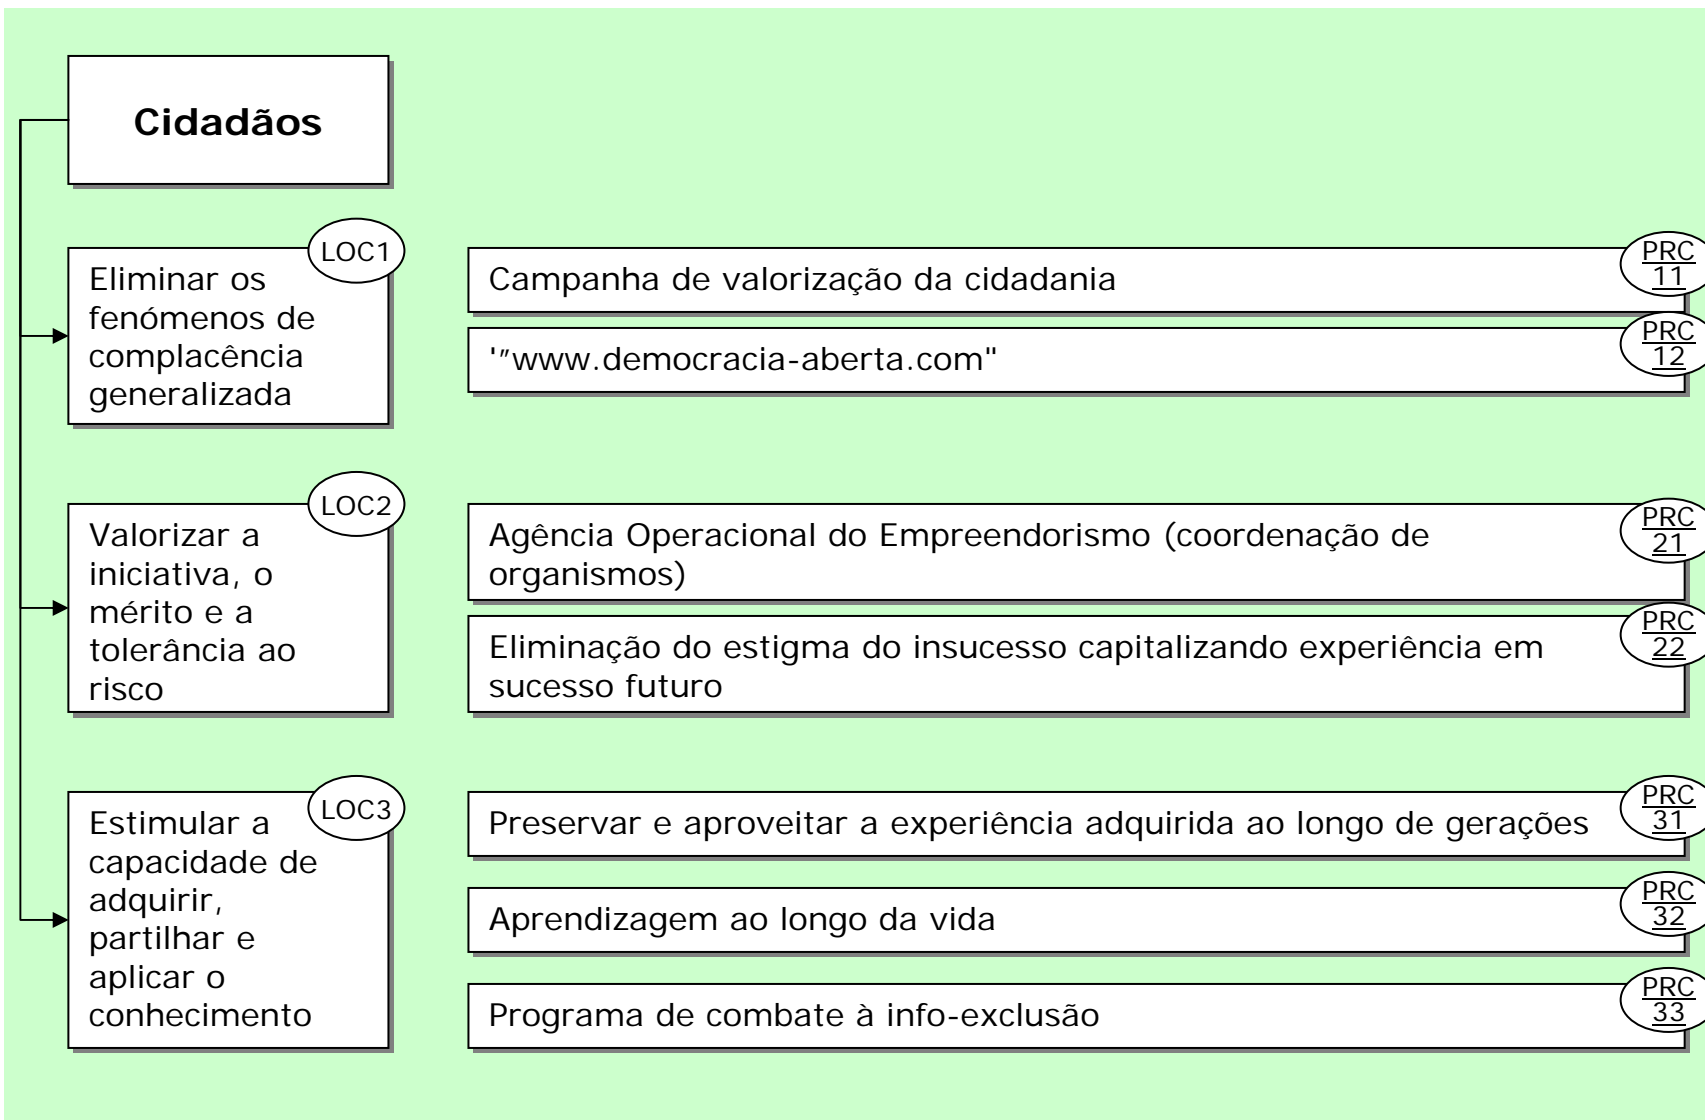 Cidadãos
LOC1
Eliminar os
fenómenos de
complacência
generalizada
PRC
11
Campanha de valorização da cidadania
PRC
12
'"www.democracia-aberta.com"
LOC2
Valorizar a
iniciativa, o
mérito e a
tolerância ao
risco
PRC
21
Agência Operacional do Empreendorismo (coordenação de
organismos)
PRC
22
Eliminação do estigma do insucesso capitalizando experiência em
sucesso futuro
LOC3
Estimular a
capacidade de
adquirir,
partilhar e
aplicar o
conhecimento
PRC
31
Preservar e aproveitar a experiência adquirida ao longo de gerações
PRC
32
Aprendizagem ao longo da vida
PRC
33
Programa de combate à info-exclusão